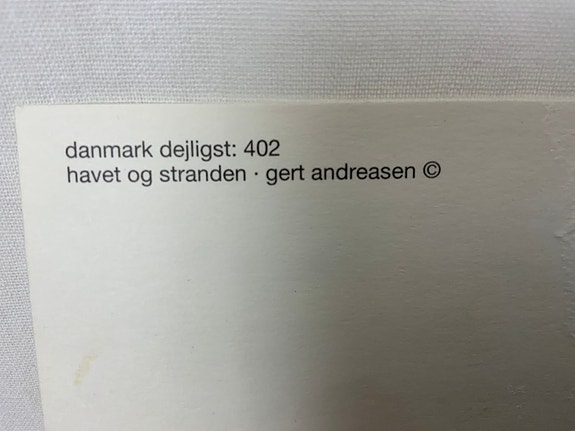 danmark dejligst: 402
havet og stranden · gert andreasen ©